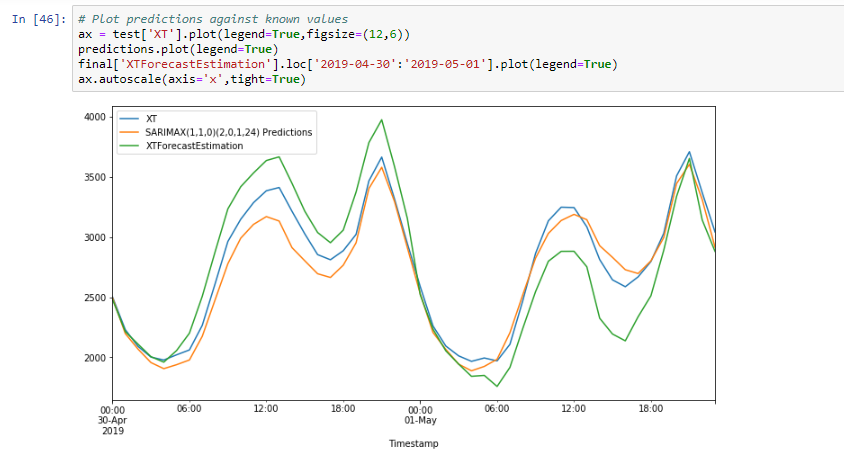 In [46]: # Plot predictions against known values
ax = test['XT'].plot(legend=True,figsize=(12,6))
predictions.plot(legend=True)
final['XTForecastEstimation'].loc['2019-04-30':'2019-05-01'].plot(legend=True)
ax.autoscale(axis='x',tight=True)
XT
SARIMAX(1,1,0)(2,0,1,24) Predictions
XTForecastEstimation
4000
3500
3000
2500
2000
00:00 06:00 12:00 18:00 00:00 06:00 12:00 18:00
30-Apr 01-May
2019
Timestamp